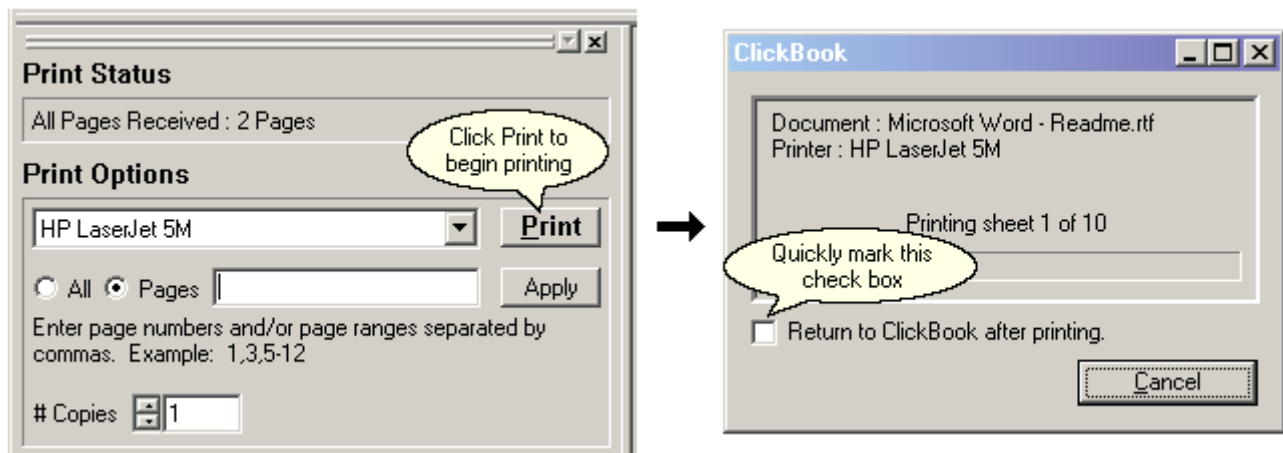 Print Status
All Pages Received : 2 Pages
Click Print to
begin printing
Print Options
HP LaserJet 5M
Print
All
Pages
Apply
Enter page numbers and/or page ranges separated by
commas.  Example:  1,3,5-12
# Copies
1
ClickBook
Document : Microsoft Word - Readme.rtf
Printer : HP LaserJet 5M
Printing sheet 1 of 10
Quickly mark this
check box
Return to ClickBook after printing.
Cancel